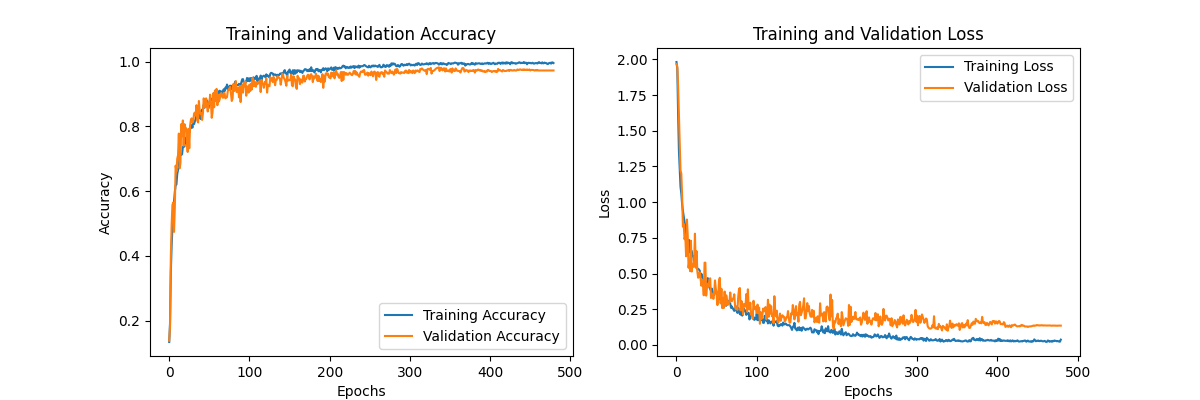 Training and Validation Accuracy
Accuracy
1.0
0.8
0.6
0.4
0.2
0 100 200 300 400 500
Epochs
Training Accuracy
Validation Accuracy
Training and Validation Loss
Loss
2.00
1.75
1.50
1.25
1.00
0.75
0.50
0.25
0.00
0 100 200 300 400 500
Epochs
Training Loss
Validation Loss